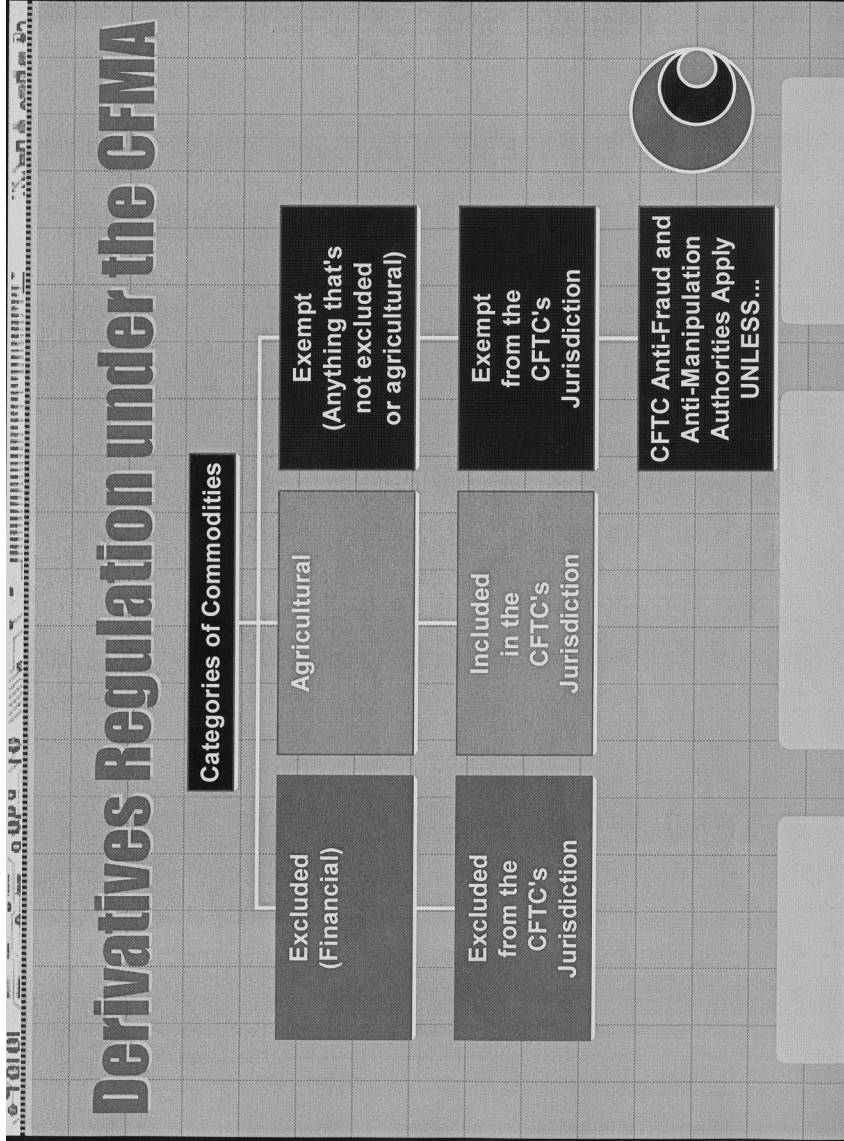 Derivatives Regulation under the CFMA
Categories of Commodities
Excluded
(Financial)
Agricultural
Exempt
(Anything that's
not excluded
or agricultural)
Excluded
from the
CFTC's
Jurisdiction
Included
in the
CFTC's
Jurisdiction
Exempt
from the
CFTC's
Jurisdiction
CFTC Anti-Fraud and
Anti-Manipulation
Authorities Apply
UNLESS...